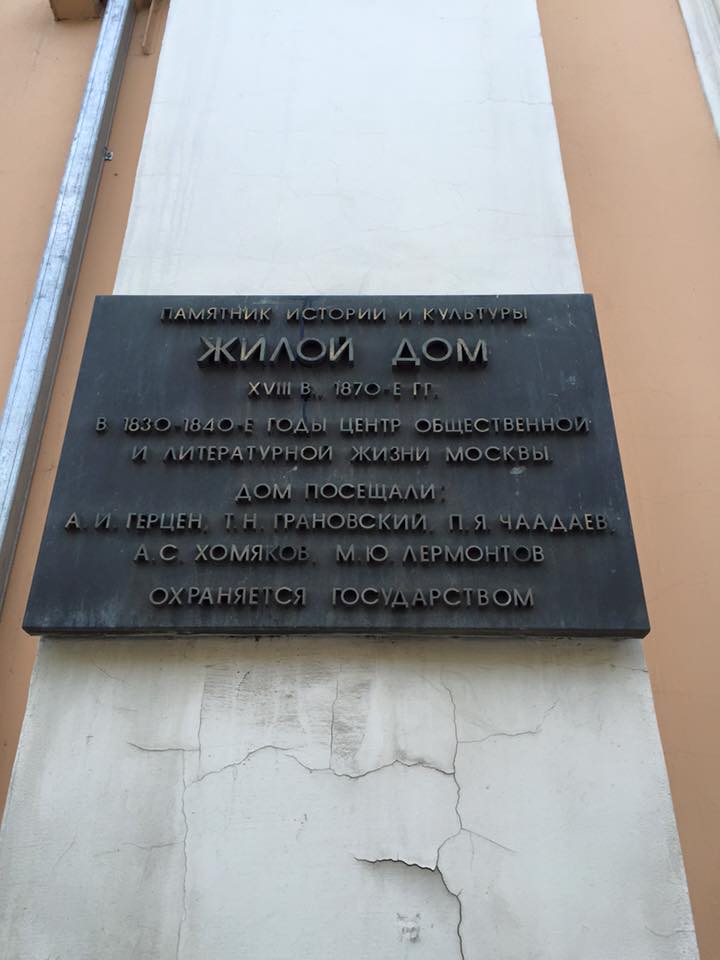 ПАМЯТНИК ИСТОРИИ И КУЛЬТУРЫ
ЖИЛОЙ ДОМ
XVIII В., 1870-Е ГГ.
В 1830-1840-Е ГОДЫ ЦЕНТР ОБЩЕСТВЕННОЙ
И ЛИТЕРАТУРНОЙ ЖИЗНИ МОСКВЫ.
ДОМ ПОСЕЩАЛИ:
А. И. ГЕРЦЕН, Т. Н. ГРАНОВСКИЙ, П. Я. ЧААДАЕВ,
А. С. ХОМЯКОВ, М. Ю. ЛЕРМОНТОВ
ОХРАНЯЕТСЯ ГОСУДАРСТВОМ